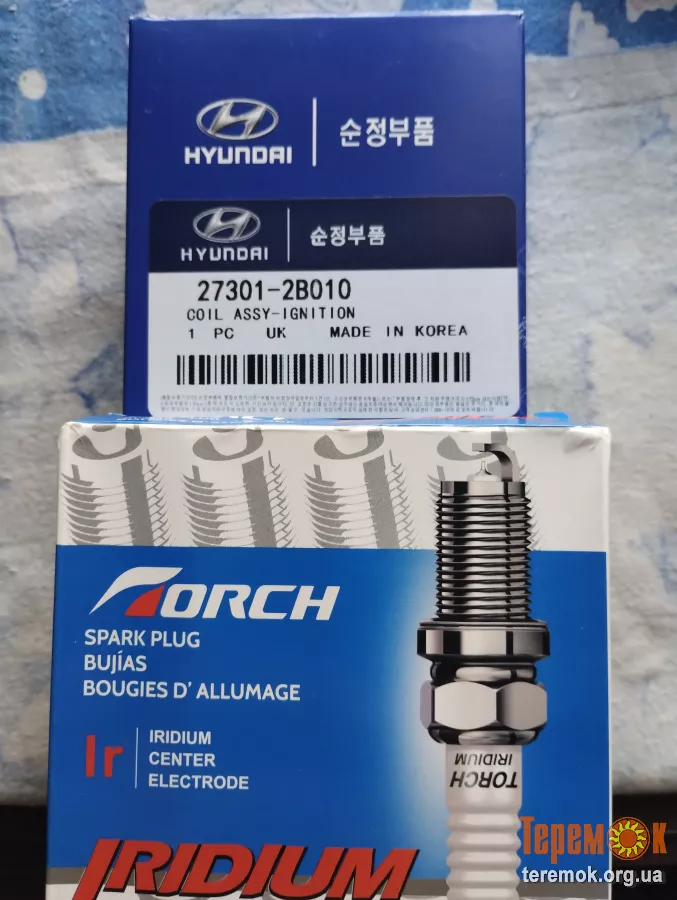 HYUNDAI
순정부품
HYUNDAI
순정부품
27301-2B010
COIL ASSY-IGNITION
1 PC UK MADE IN KOREA
TORCH
SPARK PLUG
BUJÍAS
BOUGIES D' ALLUMAGE
Ir
IRIDIUM
CENTER
ELECTRODE
TORCH
IRIDIUM
IRIDIUM
Теремок
teremok.org.ua